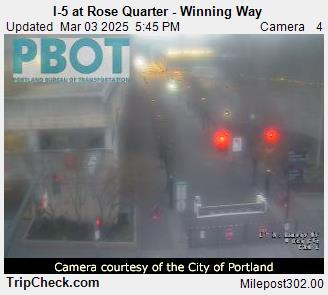 I-5 at Rose Quarter - Winning Way
Updated Mar 03 2025 5:45 PM Camera 4
PBOT
PORTLAND BUREAU OF TRANSPORTATION
Camera courtesy of the City of Portland
TripCheck.com Milepost302.00